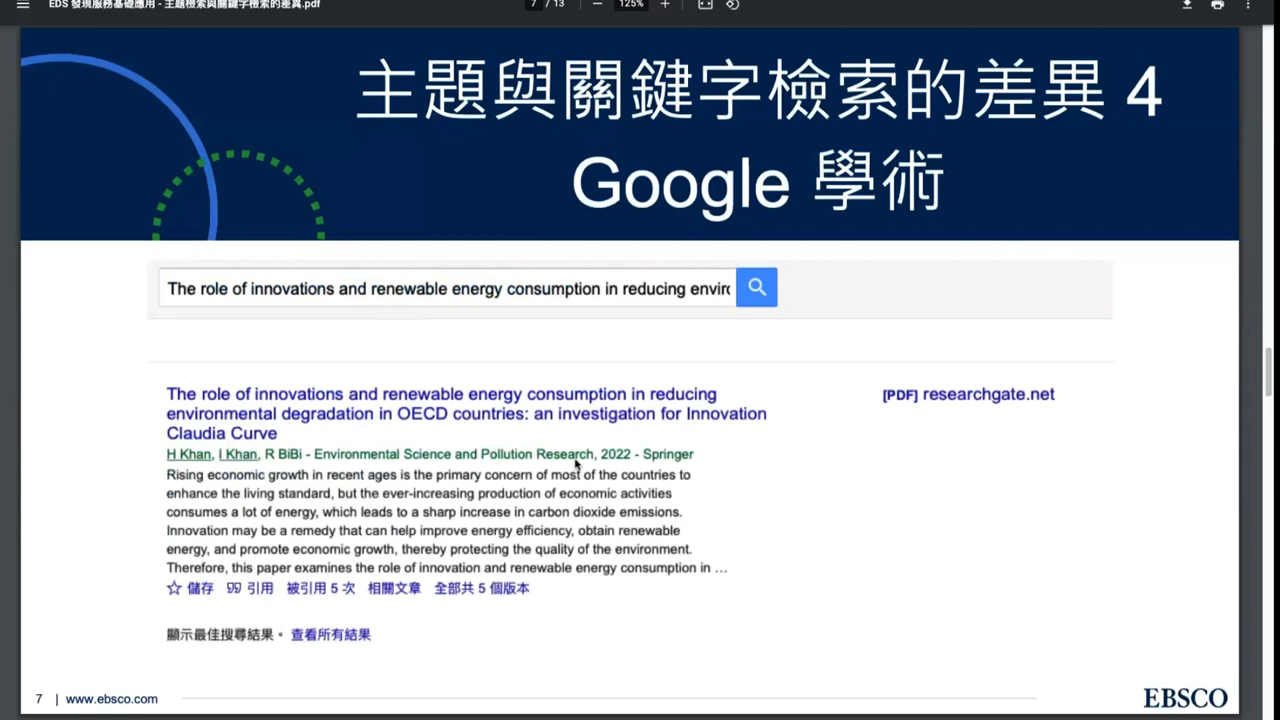 EDS 發現服務基礎應用 - 主題檢索與關鍵字檢索的差異.pdf
7 / 13
125%
主題與關鍵字檢索的差異 4
Google 學術
The role of innovations and renewable energy consumption in reducing envirc
The role of innovations and renewable energy consumption in reducing
environmental degradation in OECD countries: an investigation for Innovation
Claudia Curve
[PDF] researchgate.net
H Khan, I Khan, R BiBi - Environmental Science and Pollution Research, 2022 - Springer
Rising economic growth in recent ages is the primary concern of most of the countries to
enhance the living standard, but the ever-increasing production of economic activities
consumes a lot of energy, which leads to a sharp increase in carbon dioxide emissions.
Innovation may be a remedy that can help improve energy efficiency, obtain renewable
energy, and promote economic growth, thereby protecting the quality of the environment.
Therefore, this paper examines the role of innovation and renewable energy consumption in …
儲存 引用 被引用 5 次 相關文章 全部共 5 個版本
顯示最佳搜尋結果。 查看所有結果
7 | www.ebsco.com
EBSCO